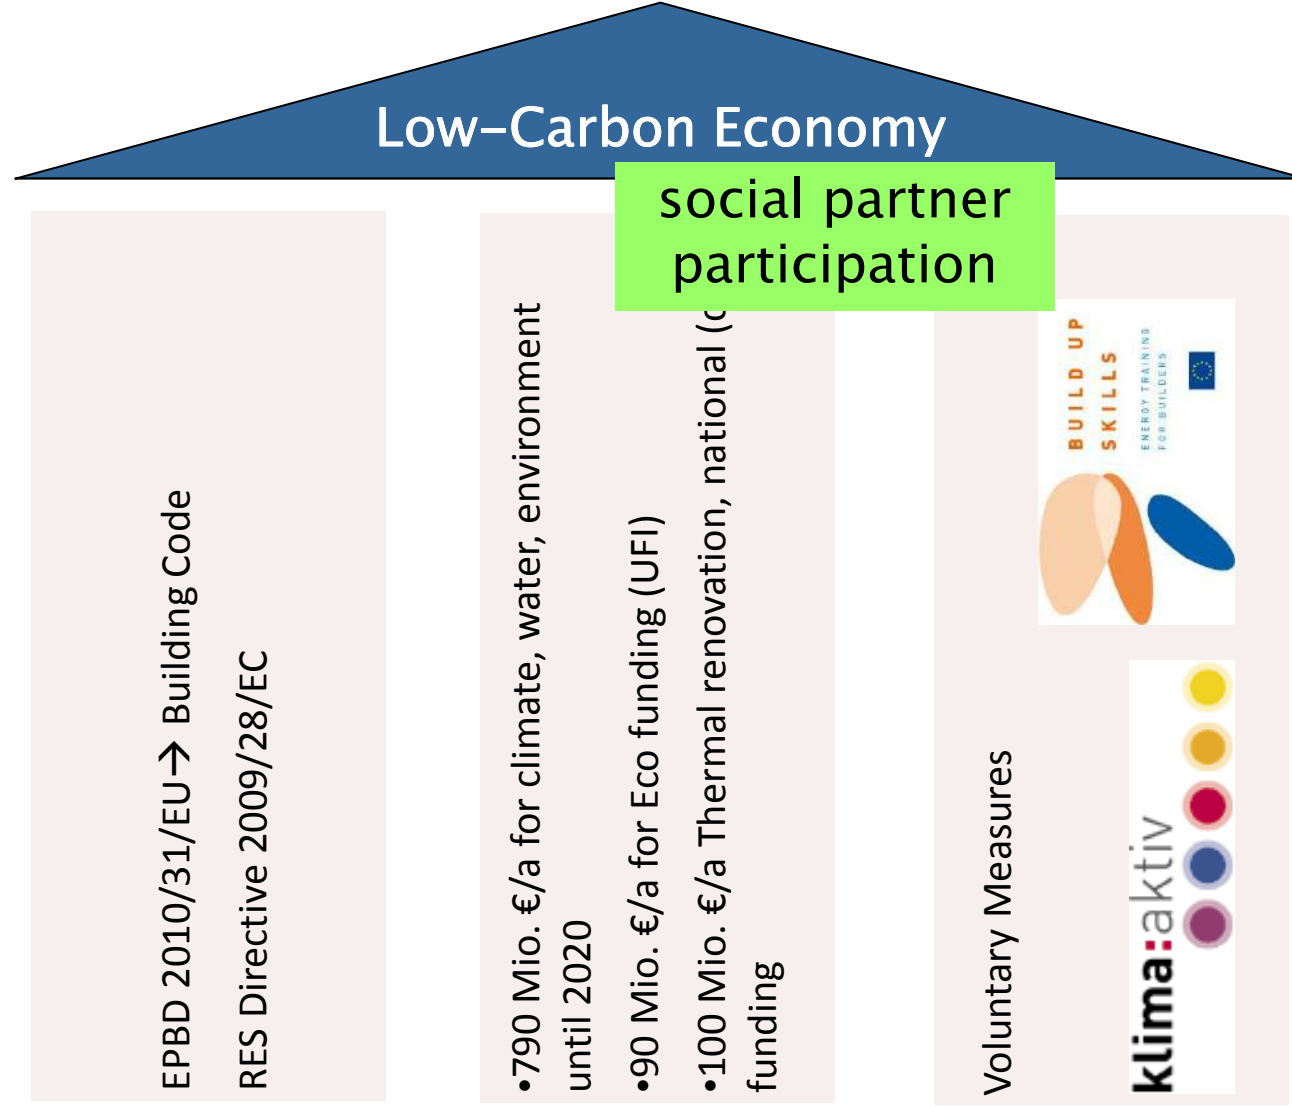 Low-Carbon Economy
social partner
participation
EPBD 2010/31/EU→ Building Code
RES Directive 2009/28/EC
•790 Mio. €/a for climate, water, environment
until 2020
•90 Mio. €/a for Eco funding (UFI)
•100 Mio. €/a Thermal renovation, national
funding
Voluntary Measures
BUILD UP
SKILLS
ENERGY TRAINING
FOR BUILDERS
klima:aktiv